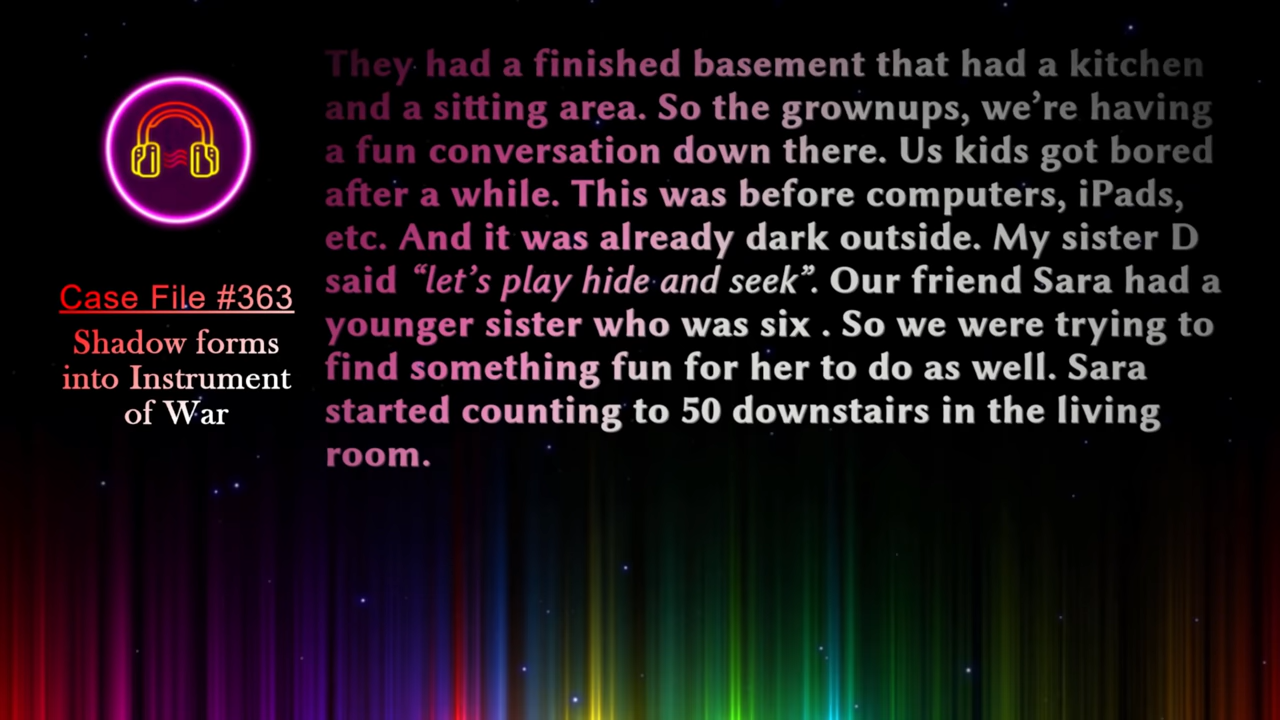 Case File #363
Shadow forms
into Instrument
of War
They had a finished basement that had a kitchen
and a sitting area. So the grownups, we’re having
a fun conversation down there. Us kids got bored
after a while. This was before computers, iPads,
etc. And it was already dark outside. My sister D
said “let’s play hide and seek”. Our friend Sara had a
younger sister who was six . So we were trying to
find something fun for her to do as well. Sara
started counting to 50 downstairs in the living
room.